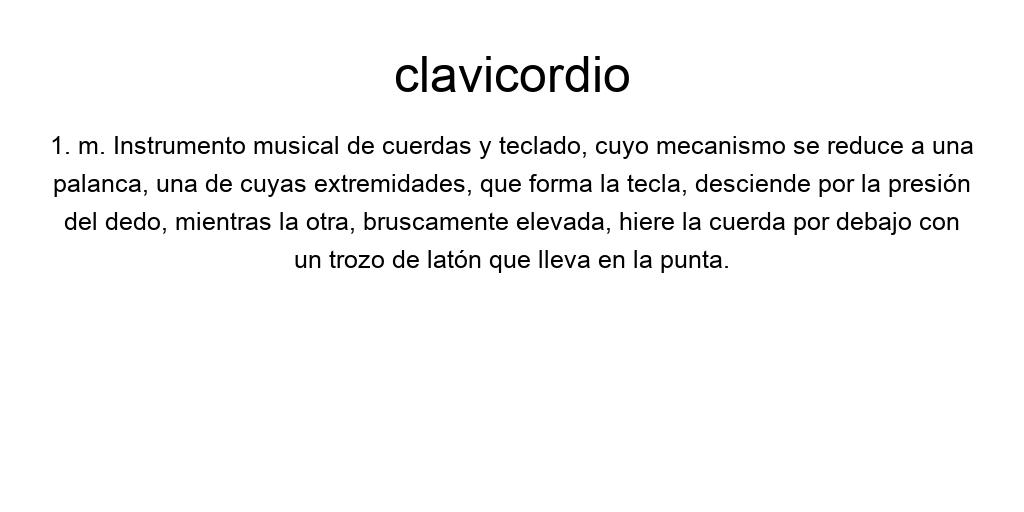 clavicordio
1. m. Instrumento musical de cuerdas y teclado, cuyo mecanismo se reduce a una
palanca, una de cuyas extremidades, que forma la tecla, desciende por la presión
del dedo, mientras la otra, bruscamente elevada, hiere la cuerda por debajo con
un trozo de latón que lleva en la punta.